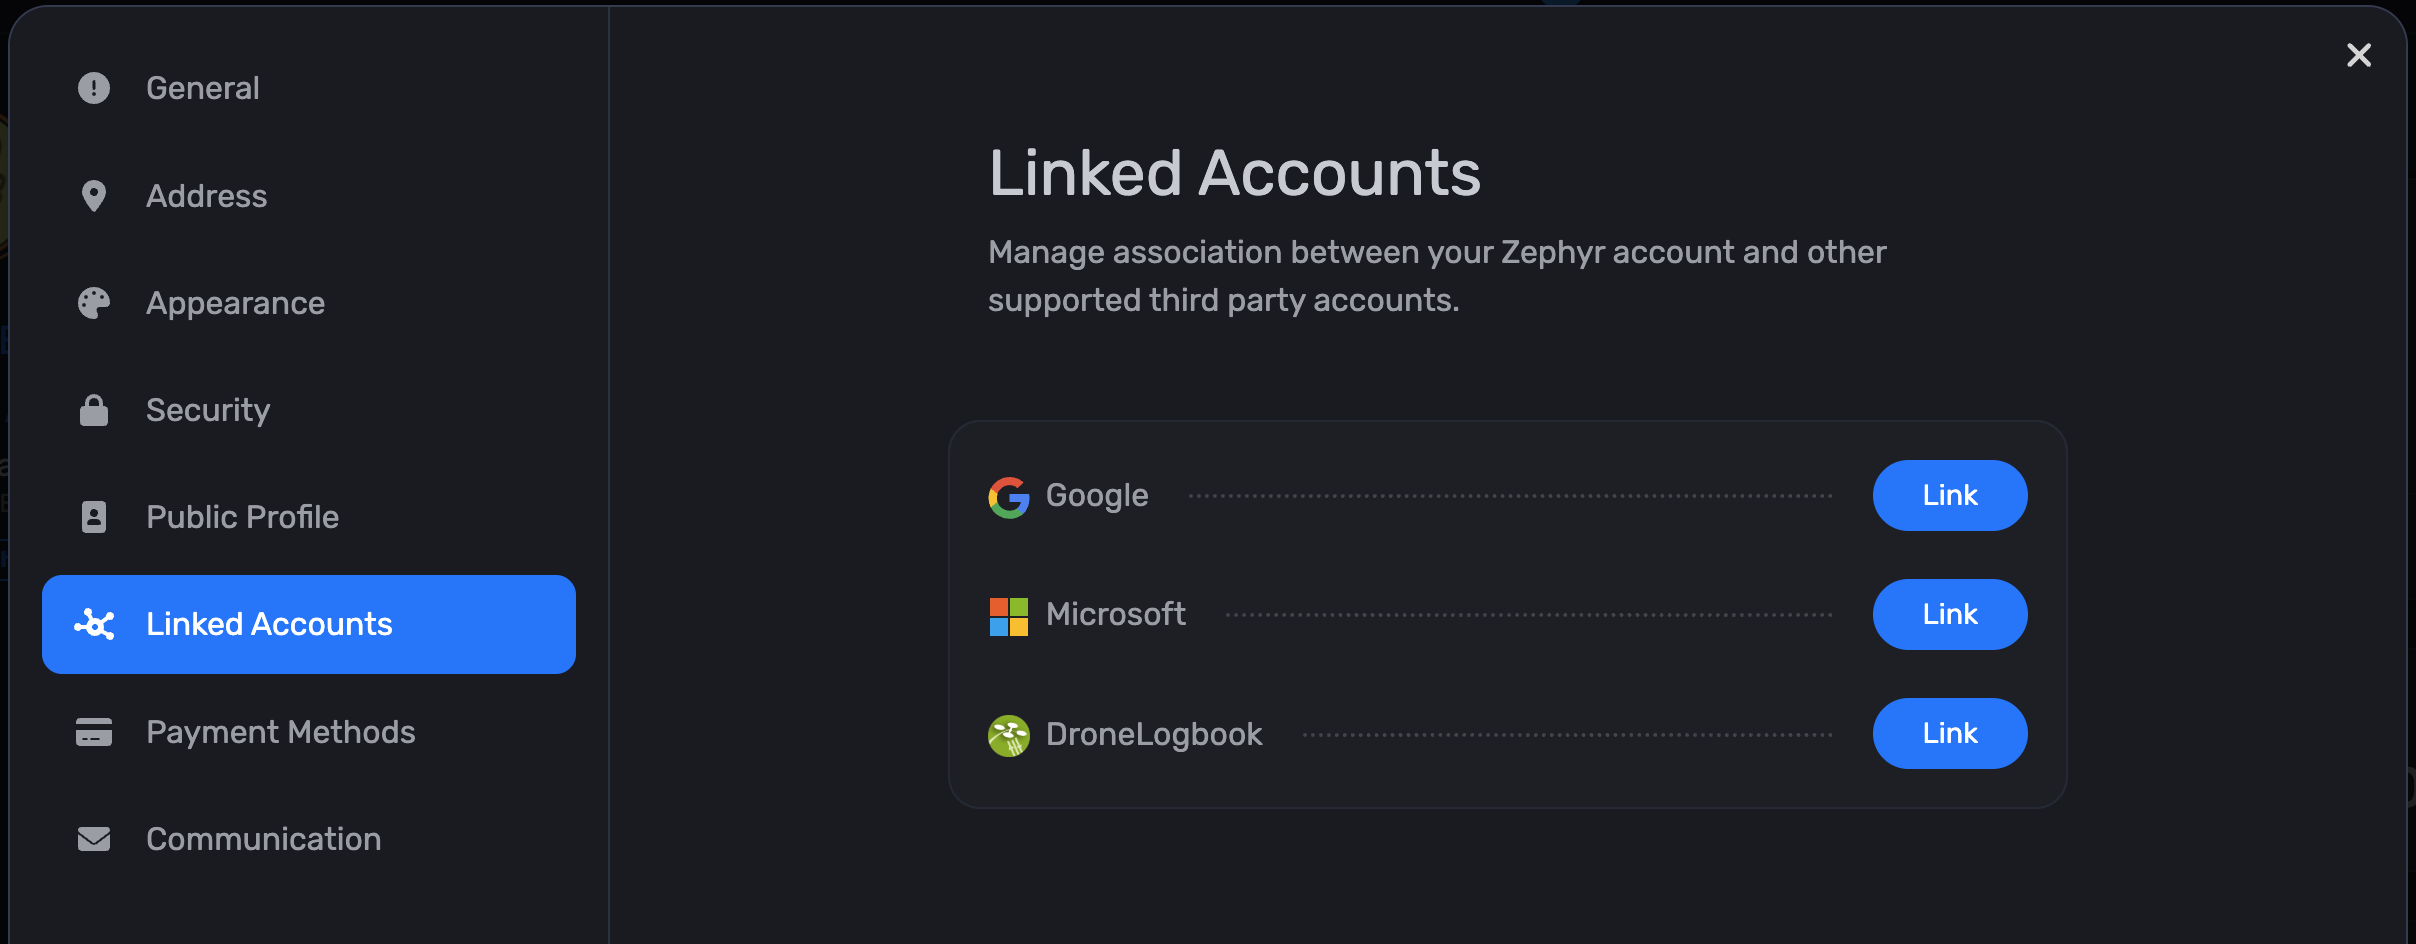 General
Address
Appearance
Security
Public Profile
Linked Accounts
Payment Methods
Communication
Linked Accounts
Manage association between your Zephyr account and other
supported third party accounts.
Google Link
Microsoft Link
DroneLogbook Link